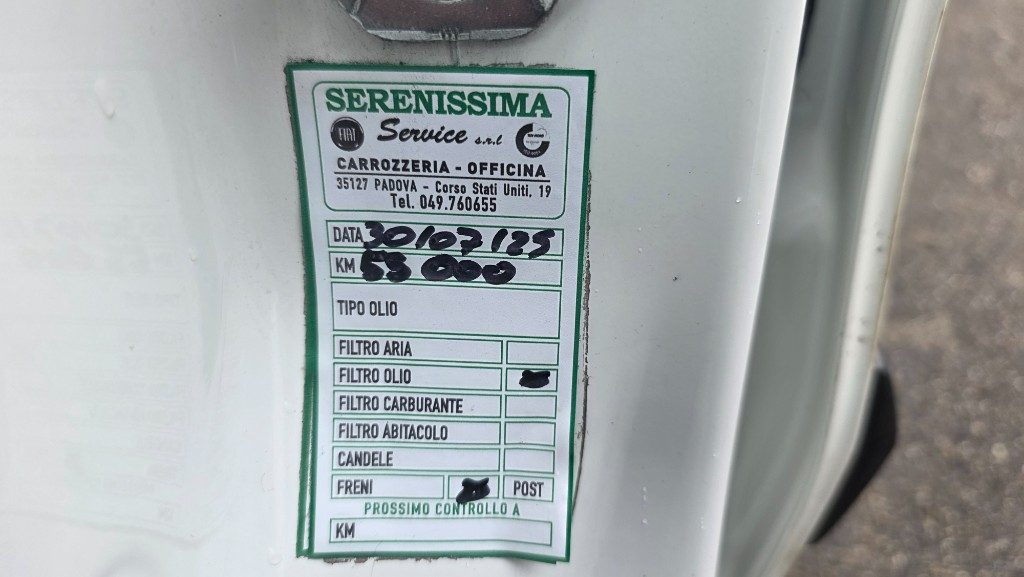 SERENISSIMA
FIAT Service s.r.l
CARROZZERIA - OFFICINA
35127 PADOVA - Corso Stati Uniti, 19
Tel. 049.760655
DATA 30/07/25
KM 53 000
TIPO OLIO
FILTRO ARIA
FILTRO OLIO
FILTRO CARBURANTE
FILTRO ABITACOLO
CANDELE
FRENI POST
PROSSIMO CONTROLLO A
KM